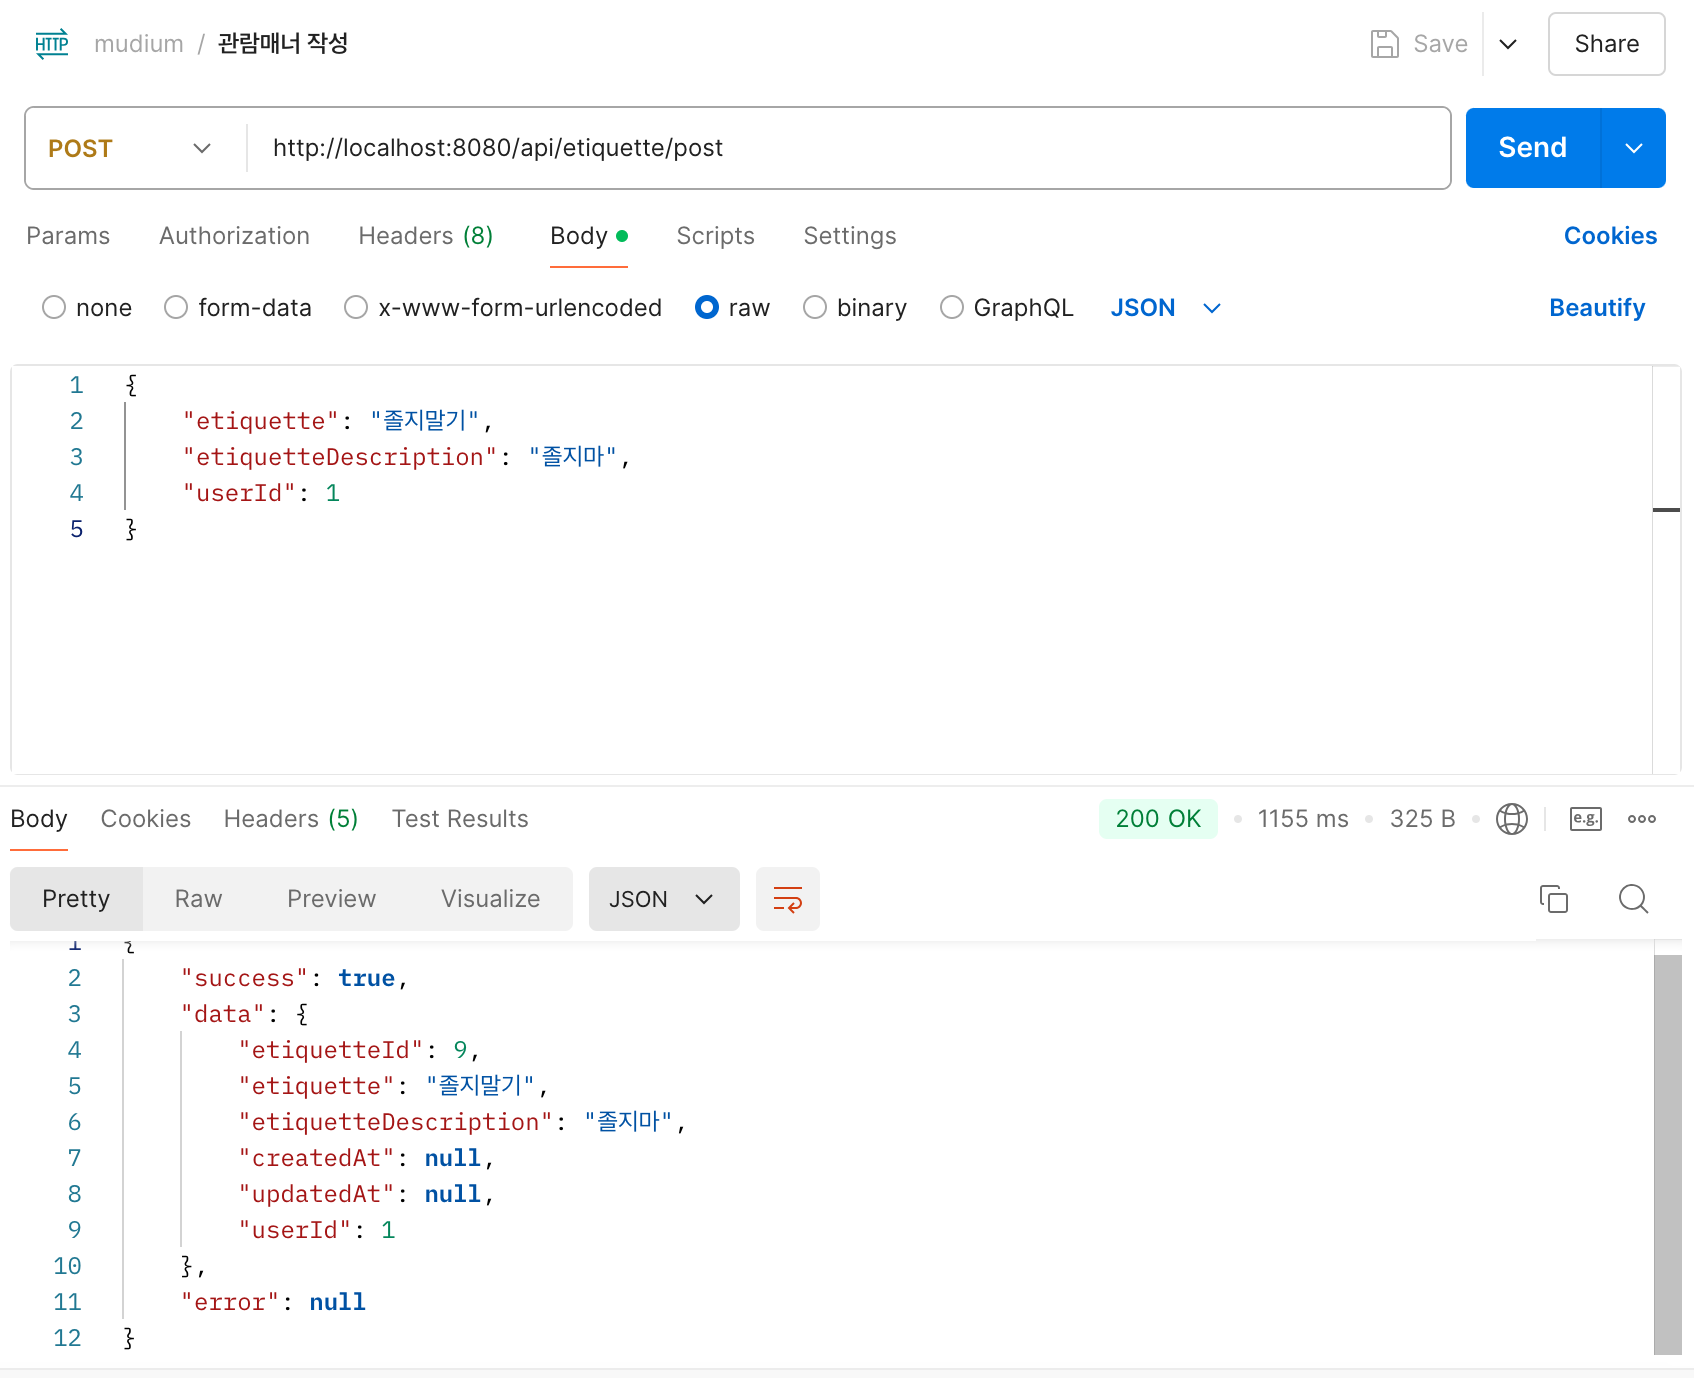 HTTP mudium / 관람매너 작성 Save Share
POST http://localhost:8080/api/etiquette/post Send
Params Authorization Headers (8) Body Scripts Settings Cookies
none form-data x-www-form-urlencoded raw binary GraphQL JSON Beautify
1 {
2 "etiquette": "졸지말기",
3 "etiquetteDescription": "졸지마",
4 "userId": 1
5 }
Body Cookies Headers (5) Test Results 200 OK 1155 ms 325 B e.g.
Pretty Raw Preview Visualize JSON
1 {
2 "success": true,
3 "data": {
4 "etiquetteId": 9,
5 "etiquette": "졸지말기",
6 "etiquetteDescription": "졸지마",
7 "createdAt": null,
8 "updatedAt": null,
9 "userId": 1
10 },
11 "error": null
12 }